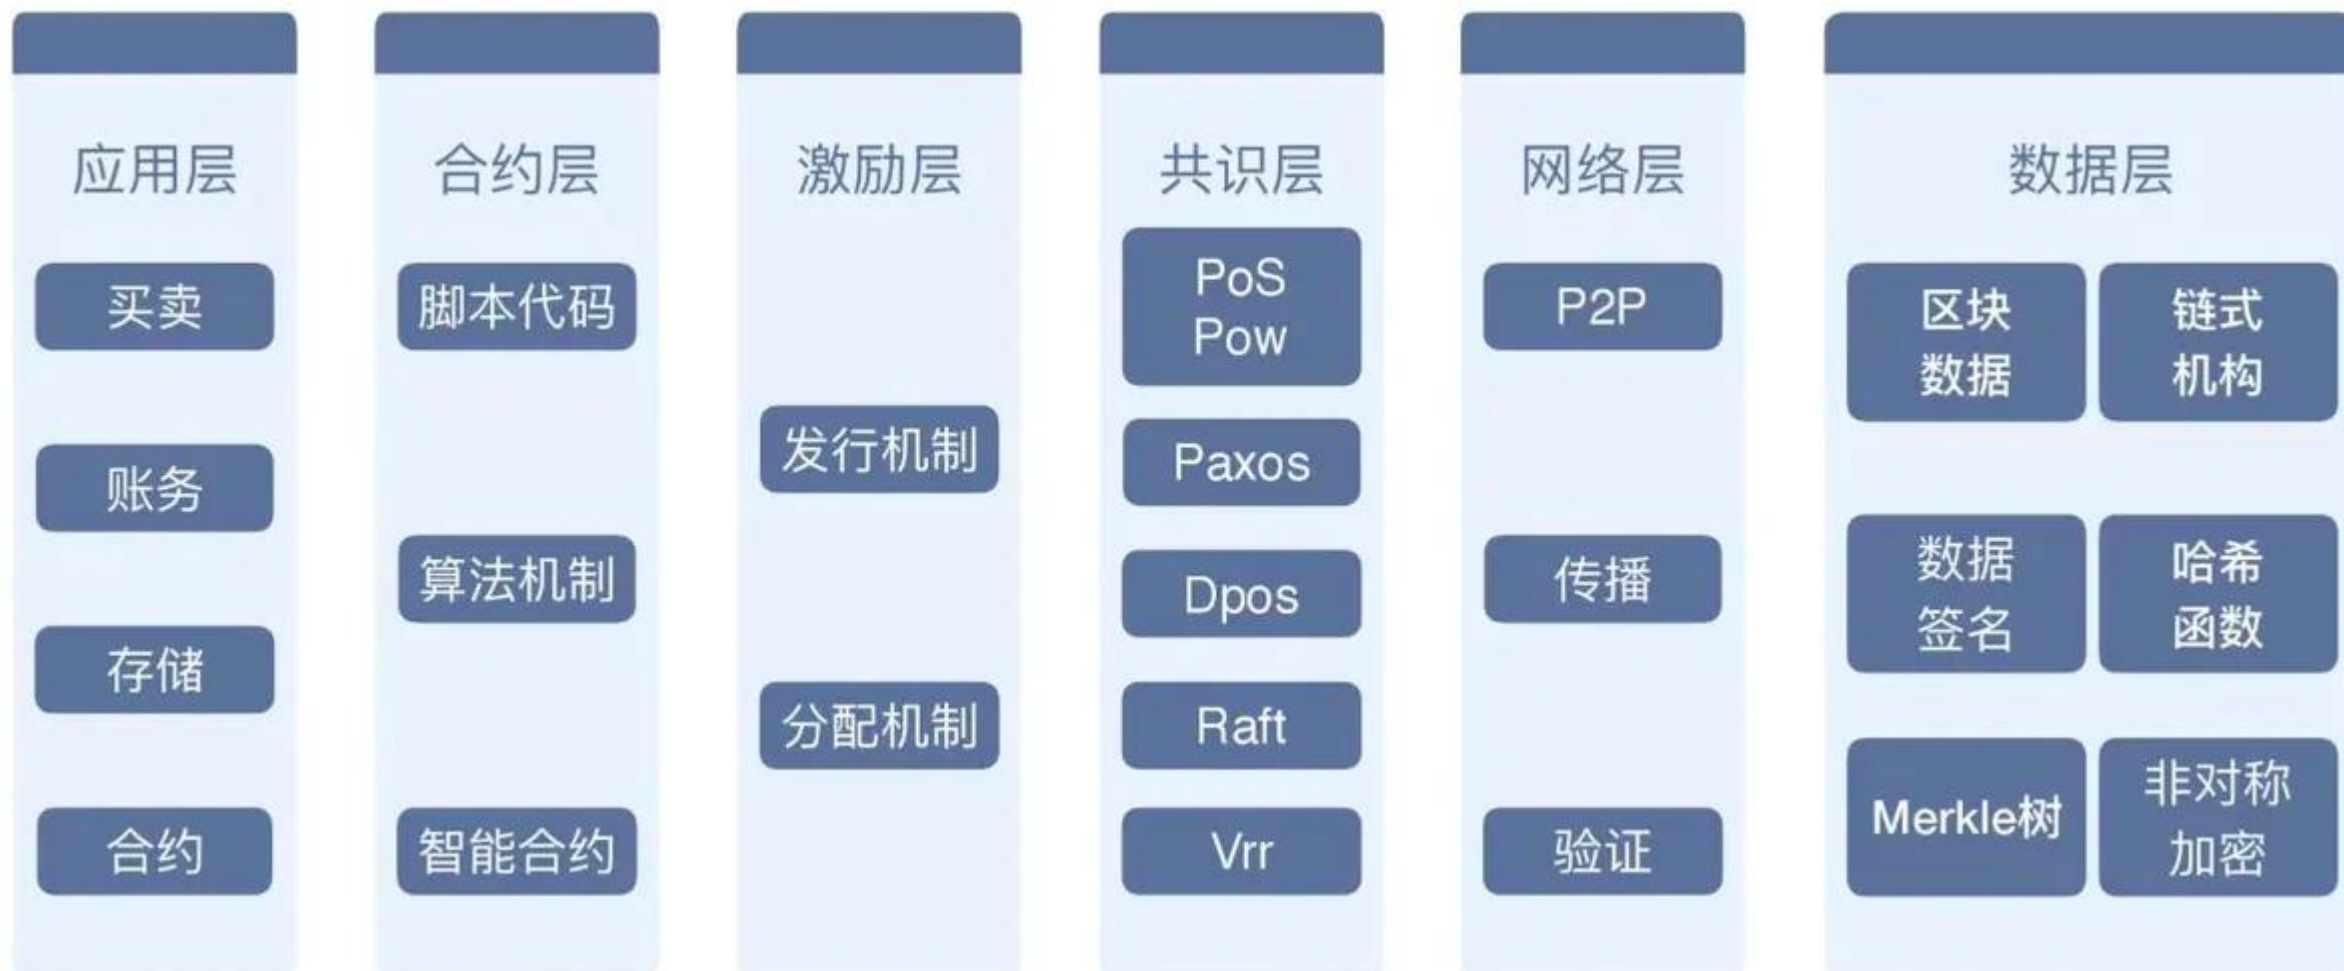 应用层
买卖
账务
存储
合约
合约层
脚本代码
算法机制
智能合约
激励层
发行机制
分配机制
共识层
PoS
Pow
Paxos
Dpos
Raft
Vrr
网络层
P2P
传播
验证
数据层
区块
数据
链式
机构
数据
签名
哈希
函数
Merkle树
非对称
加密